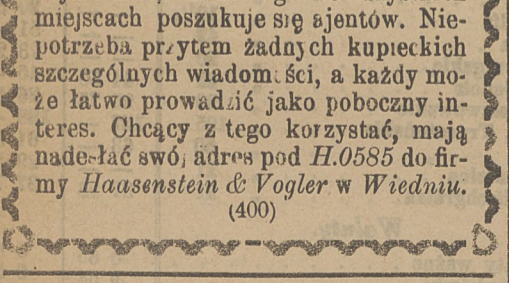 miejscach poszukuje się ajentów. Nie-
potrzeba przytem żadnych kupieckich
szczególnych wiadomości, a każdy mo-
że łatwo prowadzić jako poboczny in-
teres. Chcący z tego korzystać, mają
nadesłać swój adres pod H.0585 do fir-
my Haasenstein & Vogler w Wiedniu.
(400)